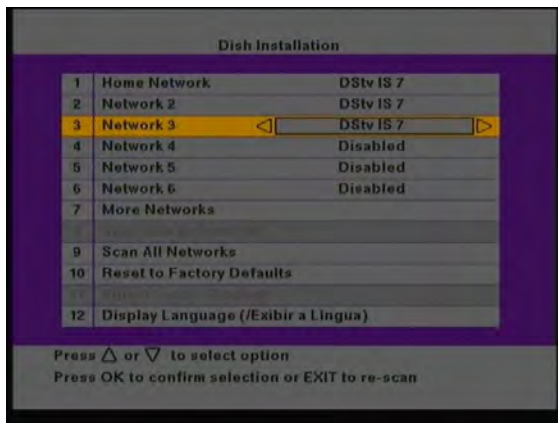 Dish Installation
1 Home Network DStv IS 7
2 Network 2 DStv IS 7
3 Network 3 DStv IS 7
4 Network 4 Disabled
5 Network 5 Disabled
6 Network 6 Disabled
7 More Networks
9 Scan All Networks
10 Reset to Factory Defaults
12 Display Language (/Exibir a Lingua)
Press △ or ▽ to select option
Press OK to confirm selection or EXIT to re-scan